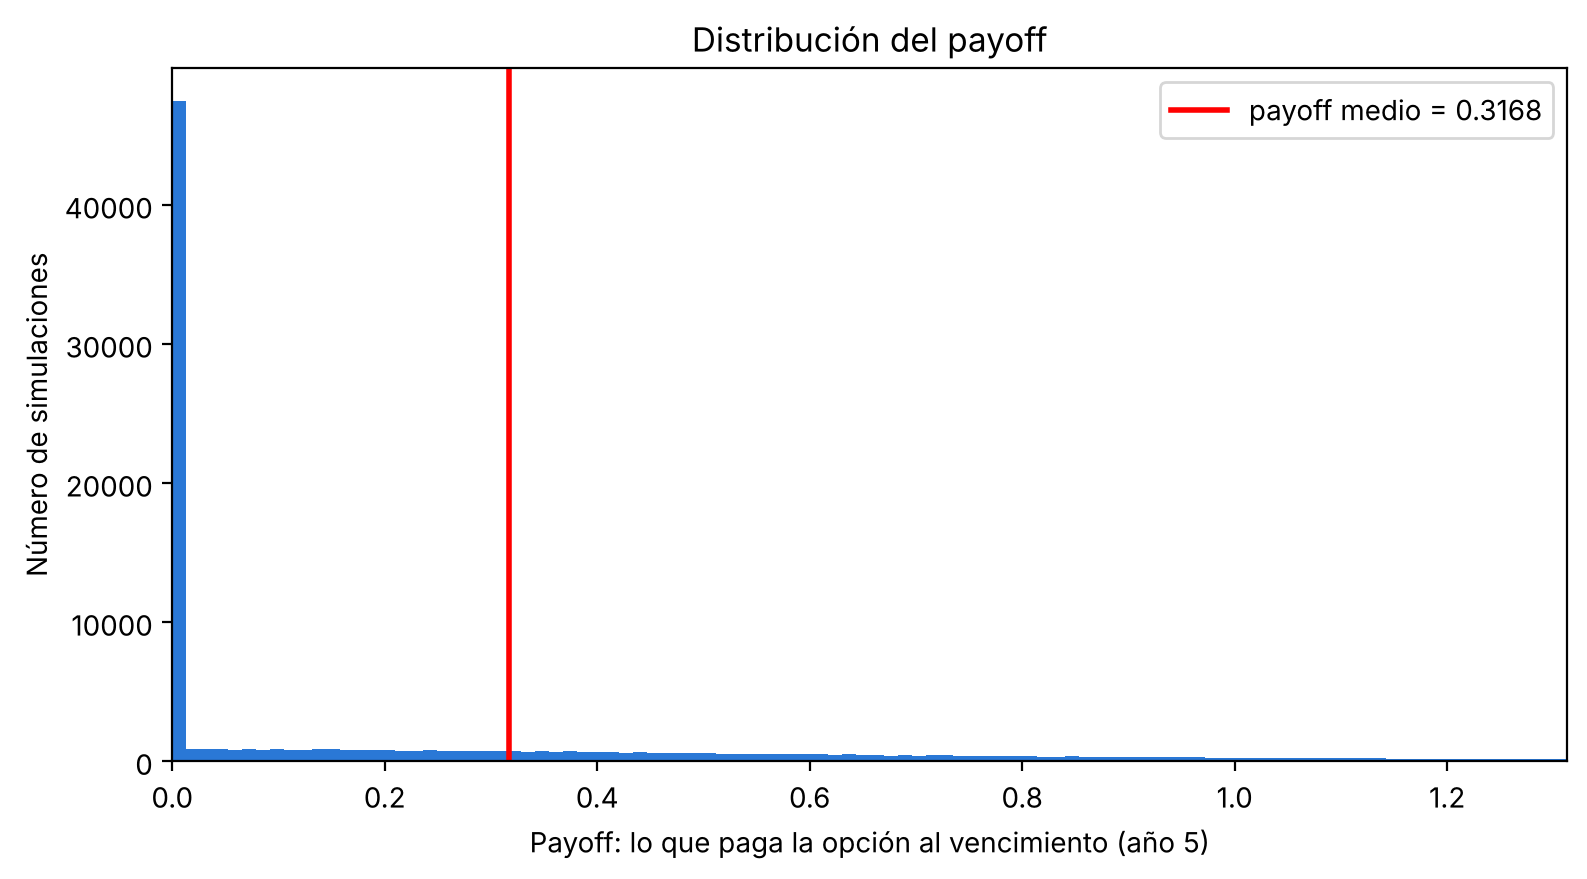 Distribución del payoff
payoff medio = 0.3168
Número de simulaciones
40000
30000
20000
10000
0
0.0 0.2 0.4 0.6 0.8 1.0 1.2
Payoff: lo que paga la opción al vencimiento (año 5)